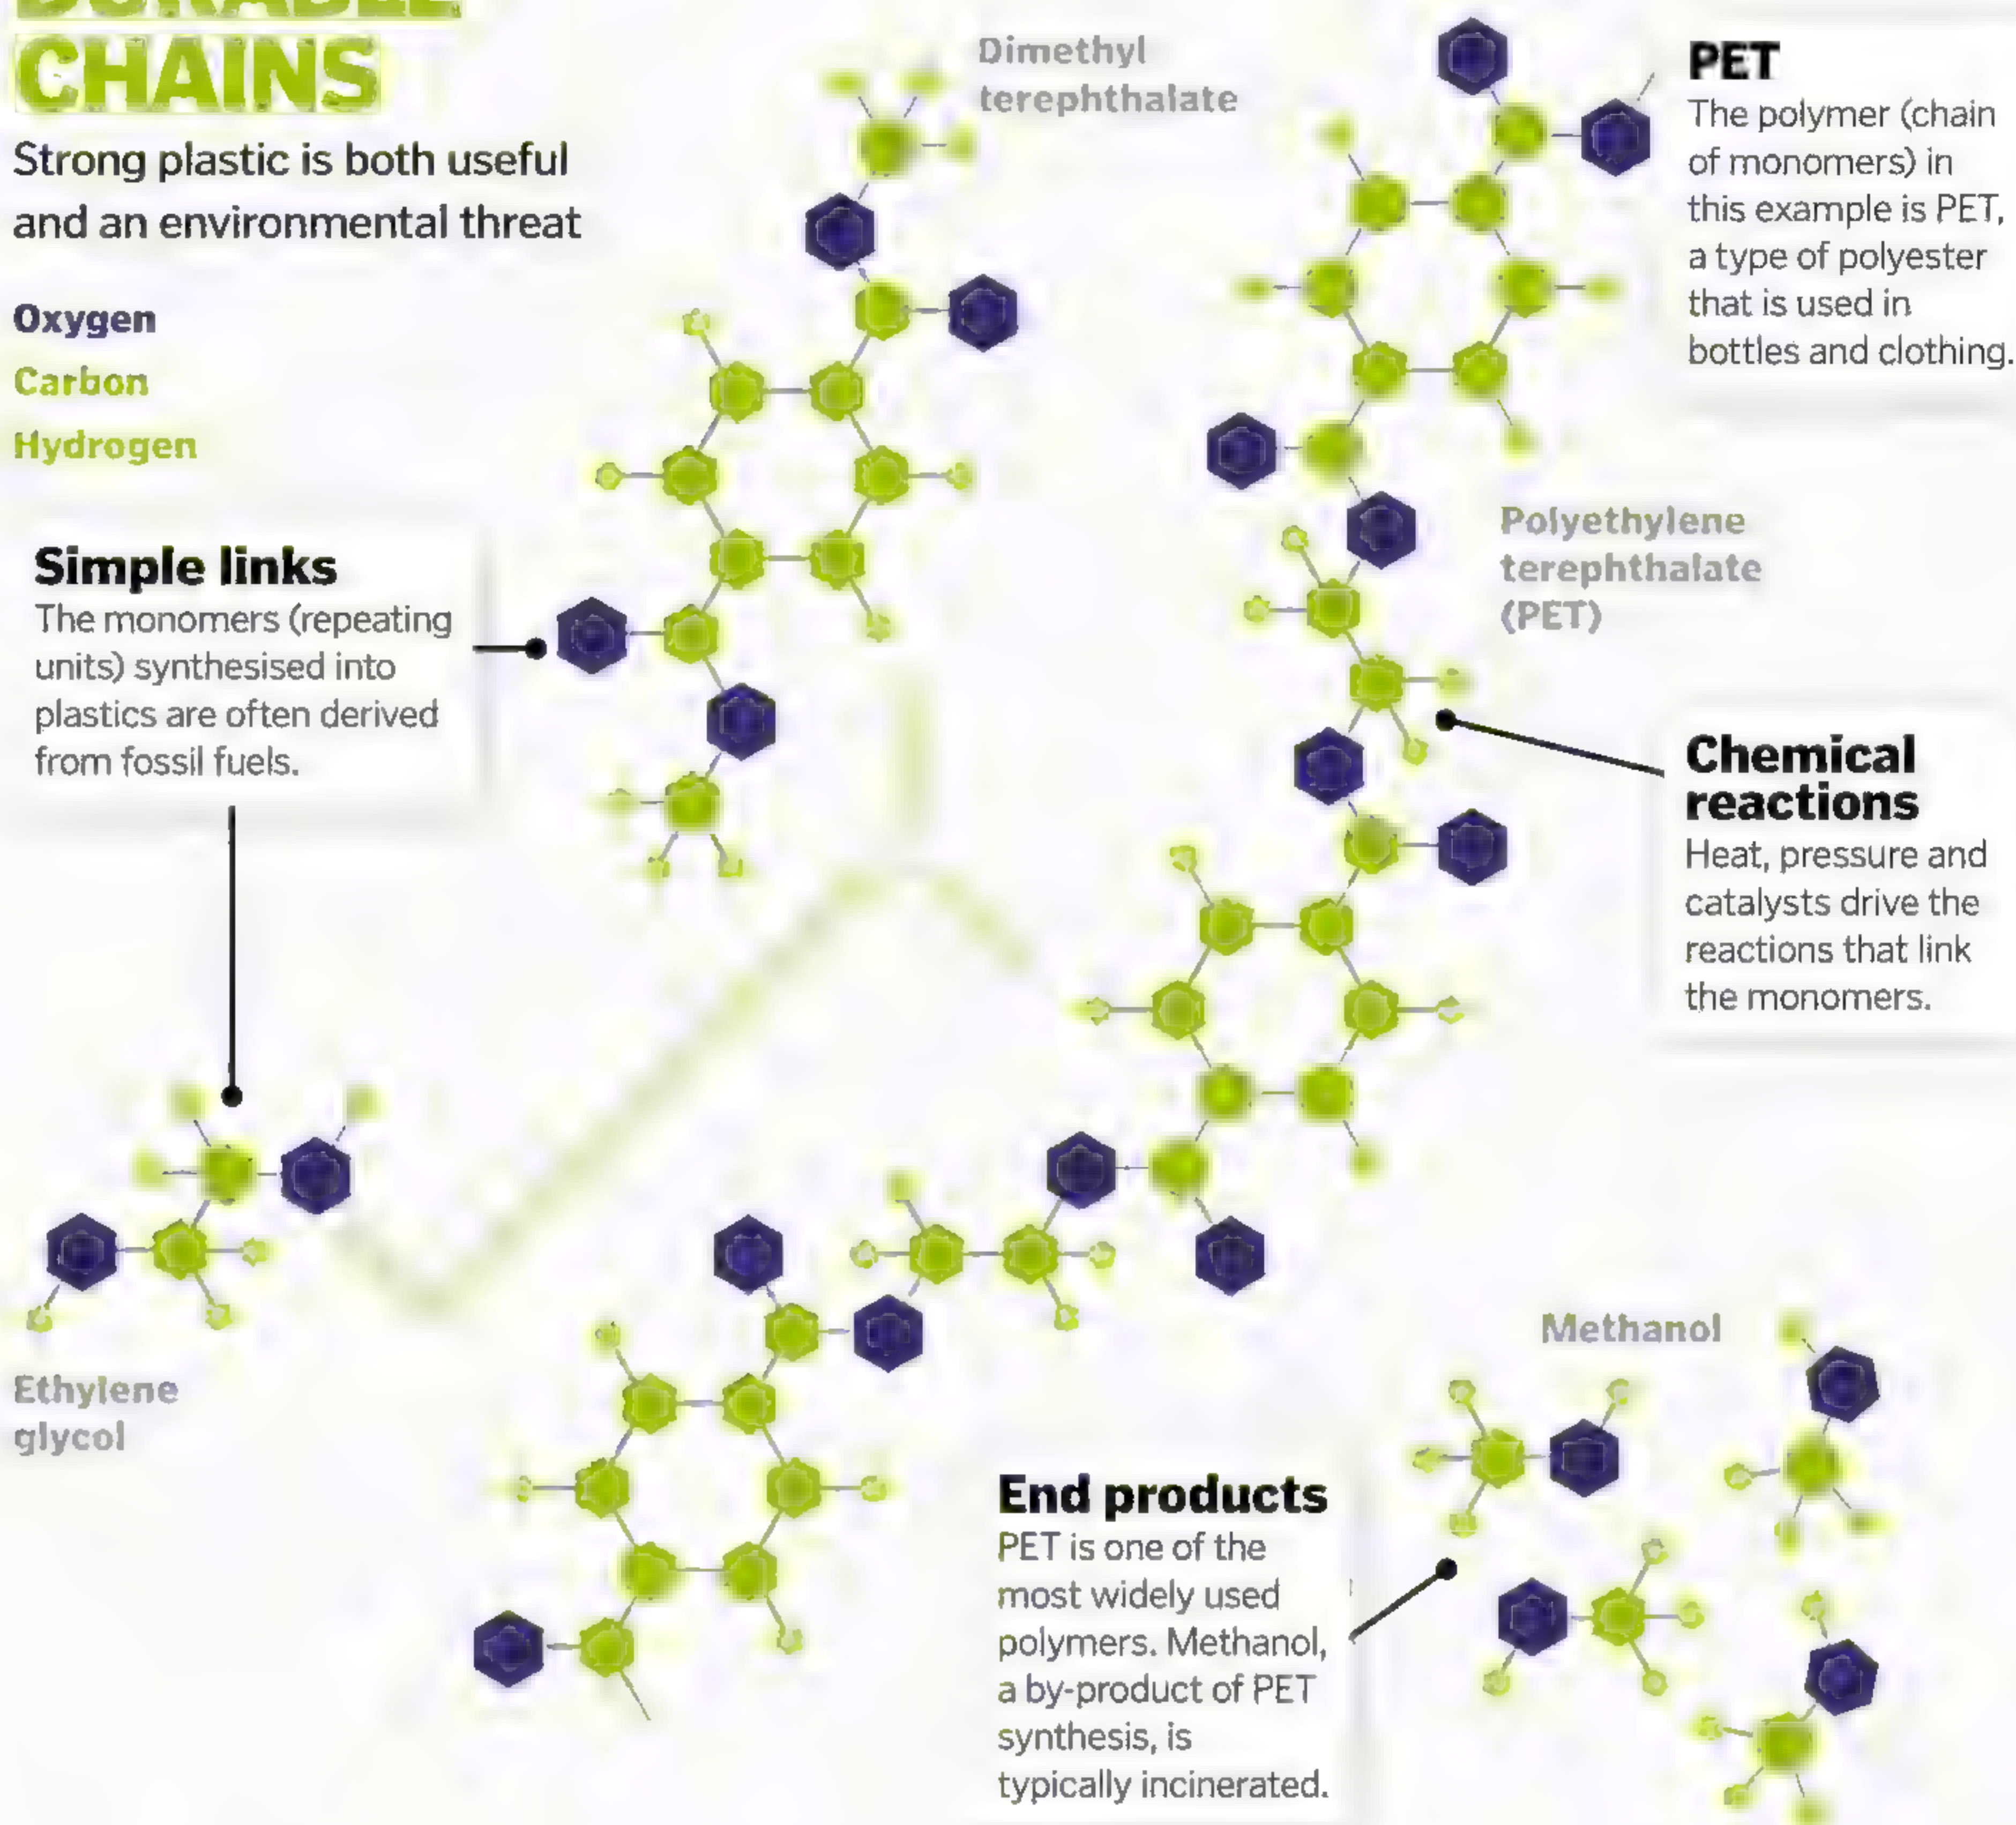 DURABLE
CHAINS
Strong plastic is both useful
and an environmental threat
Oxygen
Carbon
Hydrogen
Simple links
The monomers (repeating
units) synthesised into
plastics are often derived
from fossil fuels.
Dimethyl
terephthalate
PET
The polymer (chain
of monomers) in
this example is PET,
a type of polyester
that is used in
bottles and clothing.
Polyethylene
terephthalate
(PET)
Chemical
reactions
Heat, pressure and
catalysts drive the
reactions that link
the monomers.
Ethylene
glycol
Methanol
End products
PET is one of the
most widely used
polymers. Methanol,
a by-product of PET
synthesis, is
typically incinerated.